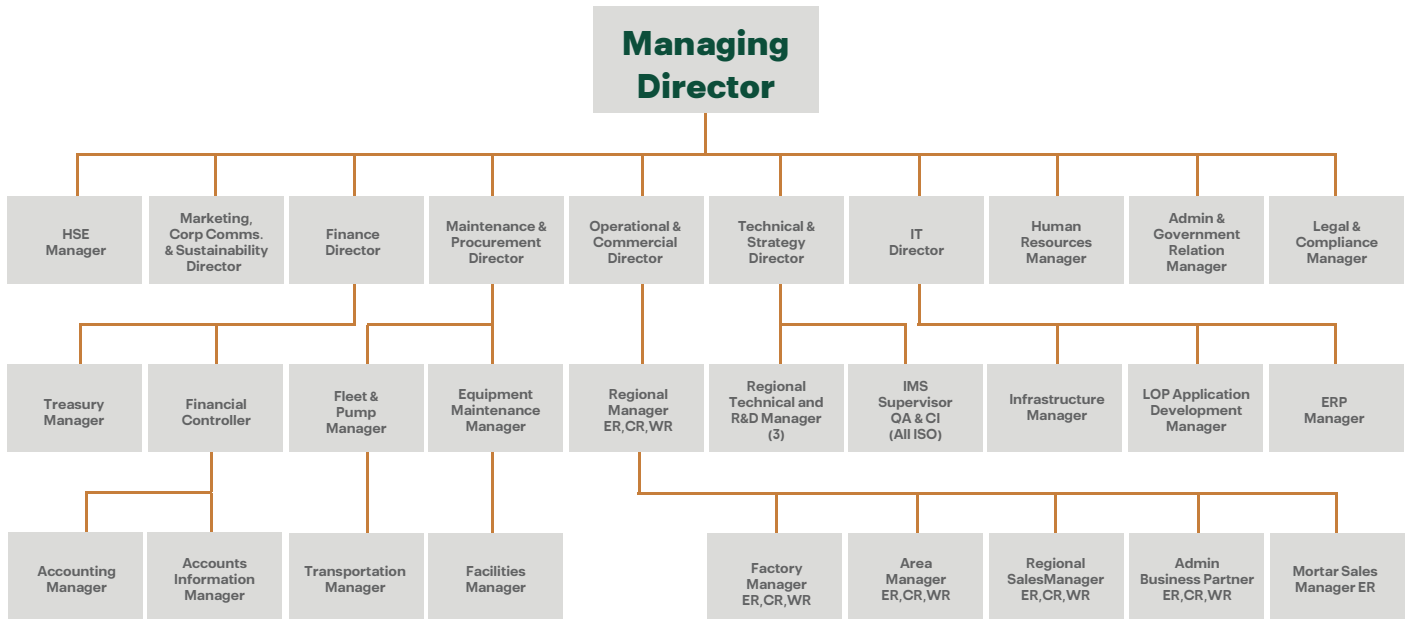 Managing
Director
HSE
Manager
Marketing,
Corp Comms.
& Sustainability
Director
Finance
Director
Maintenance &
Procurement
Director
Operational &
Commercial
Director
Technical &
Strategy
Director
IT
Director
Human
Resources
Manager
Admin &
Government
Relation
Manager
Legal &
Compliance
Manager
Treasury
Manager
Financial
Controller
Fleet &
Pump
Manager
Equipment
Maintenance
Manager
Regional
Manager
ER,CR,WR
Regional
Technical and
R&D Manager
(3)
IMS
Supervisor
QA & CI
(All ISO)
Infrastructure
Manager
LOP Application
Development
Manager
ERP
Manager
Accounting
Manager
Accounts
Information
Manager
Transportation
Manager
Facilities
Manager
Factory
Manager
ER,CR,WR
Area
Manager
ER,CR,WR
Regional
SalesManager
ER,CR,WR
Admin
Business Partner
ER,CR,WR
Mortar Sales
Manager ER